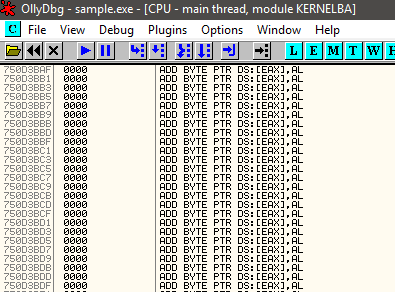 OllyDbg - sample.exe - [CPU - main thread, module KERNELBA]
C File View Debug Plugins Options Window Help
L E M T W H
750D3BAF 0000 ADD BYTE PTR DS:[EAX],AL
750D3BB1 0000 ADD BYTE PTR DS:[EAX],AL
750D3BB3 0000 ADD BYTE PTR DS:[EAX],AL
750D3BB5 0000 ADD BYTE PTR DS:[EAX],AL
750D3BB7 0000 ADD BYTE PTR DS:[EAX],AL
750D3BB9 0000 ADD BYTE PTR DS:[EAX],AL
750D3BBB 0000 ADD BYTE PTR DS:[EAX],AL
750D3BBD 0000 ADD BYTE PTR DS:[EAX],AL
750D3BBF 0000 ADD BYTE PTR DS:[EAX],AL
750D3BC1 0000 ADD BYTE PTR DS:[EAX],AL
750D3BC3 0000 ADD BYTE PTR DS:[EAX],AL
750D3BC5 0000 ADD BYTE PTR DS:[EAX],AL
750D3BC7 0000 ADD BYTE PTR DS:[EAX],AL
750D3BC9 0000 ADD BYTE PTR DS:[EAX],AL
750D3BCB 0000 ADD BYTE PTR DS:[EAX],AL
750D3BCD 0000 ADD BYTE PTR DS:[EAX],AL
750D3BCF 0000 ADD BYTE PTR DS:[EAX],AL
750D3BD1 0000 ADD BYTE PTR DS:[EAX],AL
750D3BD3 0000 ADD BYTE PTR DS:[EAX],AL
750D3BD5 0000 ADD BYTE PTR DS:[EAX],AL
750D3BD7 0000 ADD BYTE PTR DS:[EAX],AL
750D3BD9 0000 ADD BYTE PTR DS:[EAX],AL
750D3BDB 0000 ADD BYTE PTR DS:[EAX],AL
750D3BDD 0000 ADD BYTE PTR DS:[EAX],AL
750D3BDF 0000 ADD BYTE PTR DS:[EAX],AL